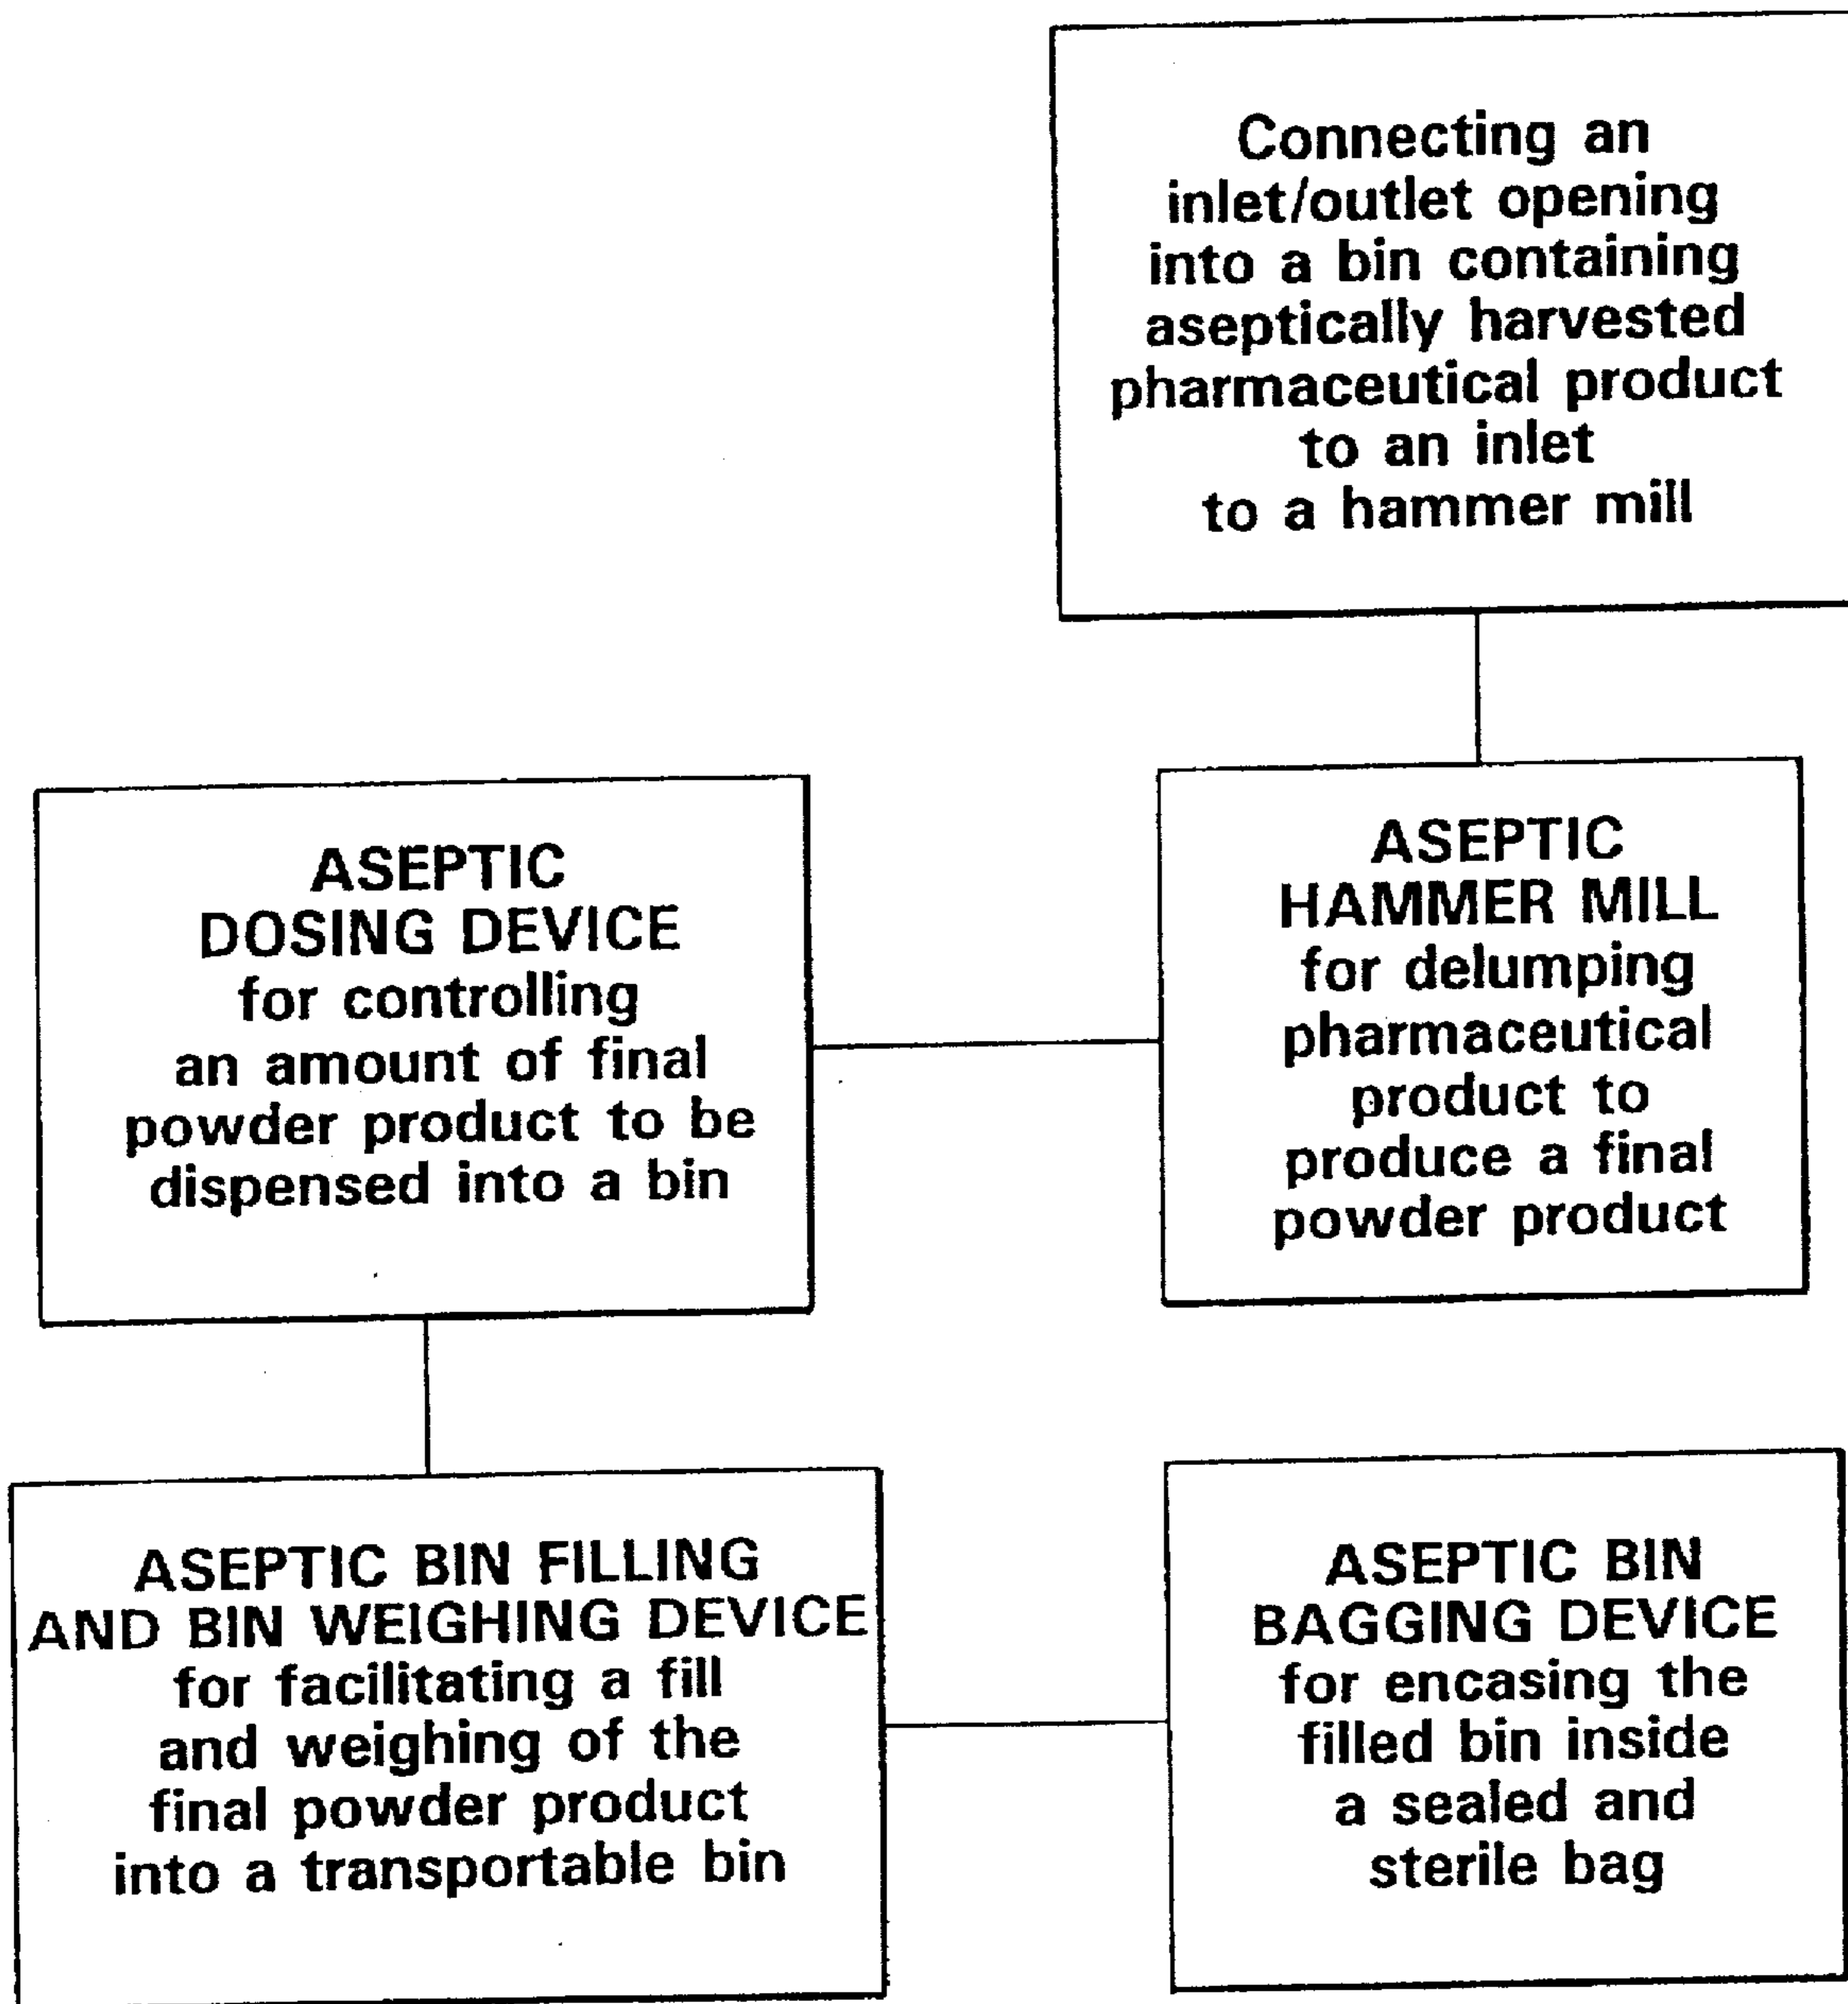 Connecting an
inlet/outlet opening
into a bin containing
aseptically harvested
pharmaceutical product
to an inlet
to a hammer mill
ASEPTIC
HAMMER MILL
for delumping
pharmaceutical
product to
produce a final
powder product
ASEPTIC
DOSING DEVICE
for controlling
an amount of final
powder product to be
dispensed into a bin
ASEPTIC BIN FILLING
AND BIN WEIGHING DEVICE
for facilitating a fill
and weighing of the
final powder product
into a transportable bin
ASEPTIC BIN
BAGGING DEVICE
for encasing the
filled bin inside
a sealed and
sterile bag